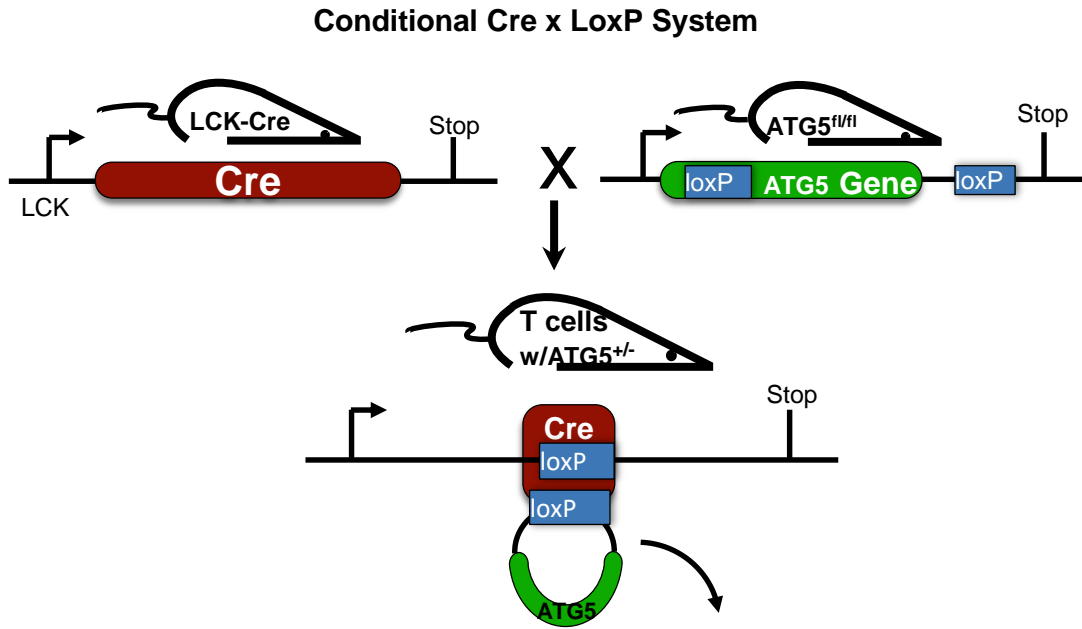 Conditional Cre x LoxP System
LCK-Cre
Stop
Cre
LCK
X
ATG5fl/fl
Stop
loxP
ATG5 Gene
loxP
T cells
w/ATG5+/-
Stop
Cre
loxP
loxP
ATG5